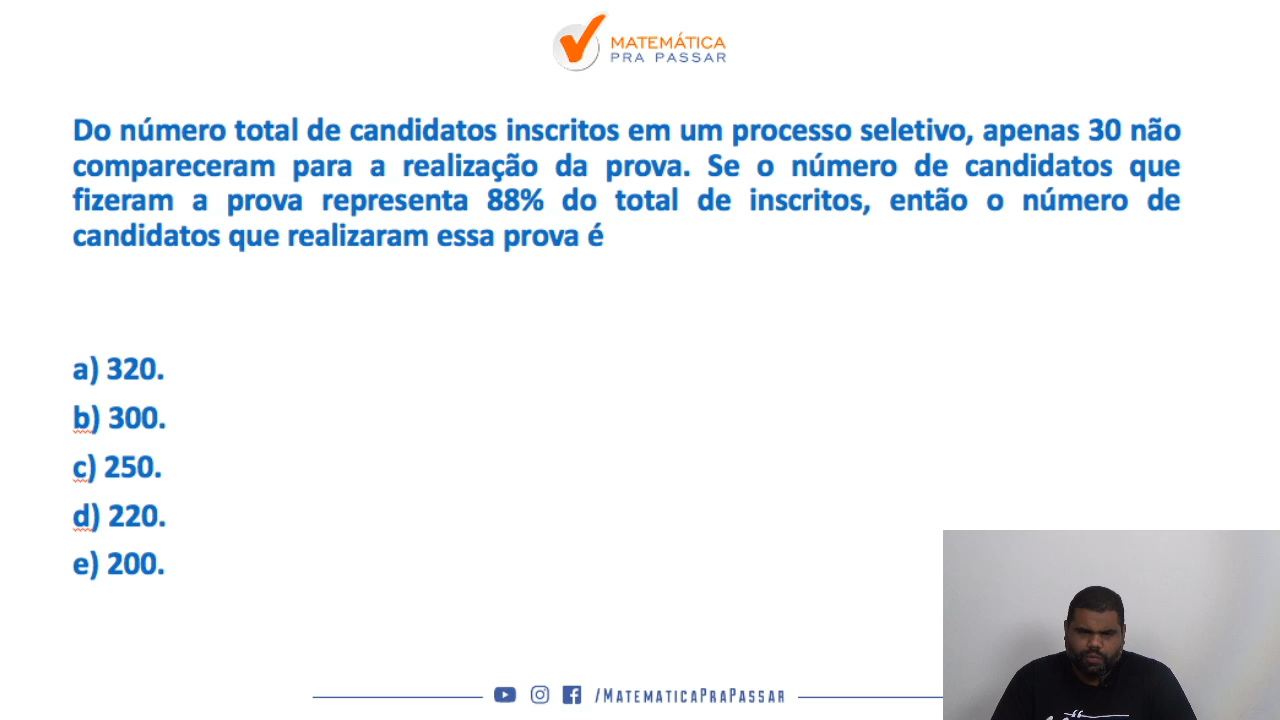 MATEMÁTICA
PRA PASSAR
Do número total de candidatos inscritos em um processo seletivo, apenas 30 não
compareceram para a realização da prova. Se o número de candidatos que
fizeram a prova representa 88% do total de inscritos, então o número de
candidatos que realizaram essa prova é
a) 320.
b) 300.
c) 250.
d) 220.
e) 200.
/MatematicaPraPassar